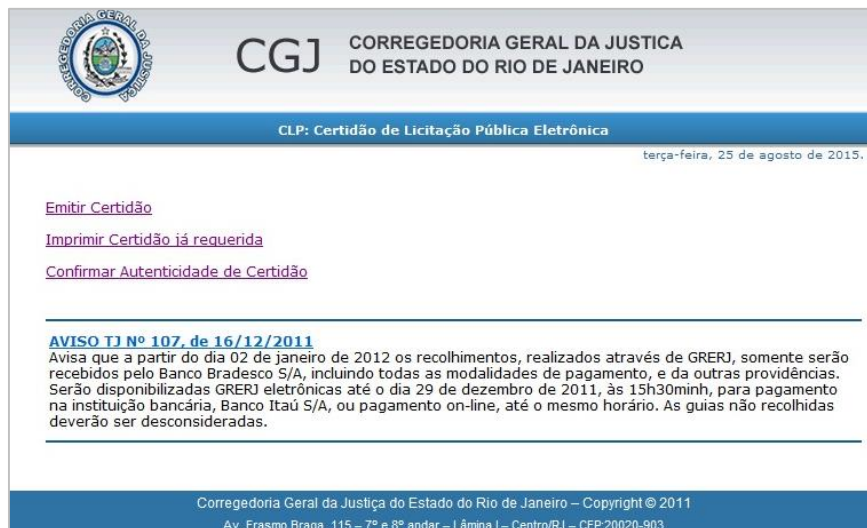 CORREGEDORIA GERAL DA JUSTIÇA
CGJ
CORREGEDORIA GERAL DA JUSTICA
DO ESTADO DO RIO DE JANEIRO
CLP: Certidão de Licitação Pública Eletrônica
terça-feira, 25 de agosto de 2015.
Emitir Certidão
Imprimir Certidão já requerida
Confirmar Autenticidade de Certidão
AVISO TJ Nº 107, de 16/12/2011
Avisa que a partir do dia 02 de janeiro de 2012 os recolhimentos, realizados através de GRERJ, somente serão
recebidos pelo Banco Bradesco S/A, incluindo todas as modalidades de pagamento, e da outras providências.
Serão disponibilizadas GRERJ eletrônicas até o dia 29 de dezembro de 2011, às 15h30minh, para pagamento
na instituição bancária, Banco Itaú S/A, ou pagamento on-line, até o mesmo horário. As guias não recolhidas
deverão ser desconsideradas.
Corregedoria Geral da Justiça do Estado do Rio de Janeiro – Copyright © 2011
Av. Erasmo Braga, 115 – 7º e 8º andar – Lâmina I – Centro/RJ – CEP:20020-903